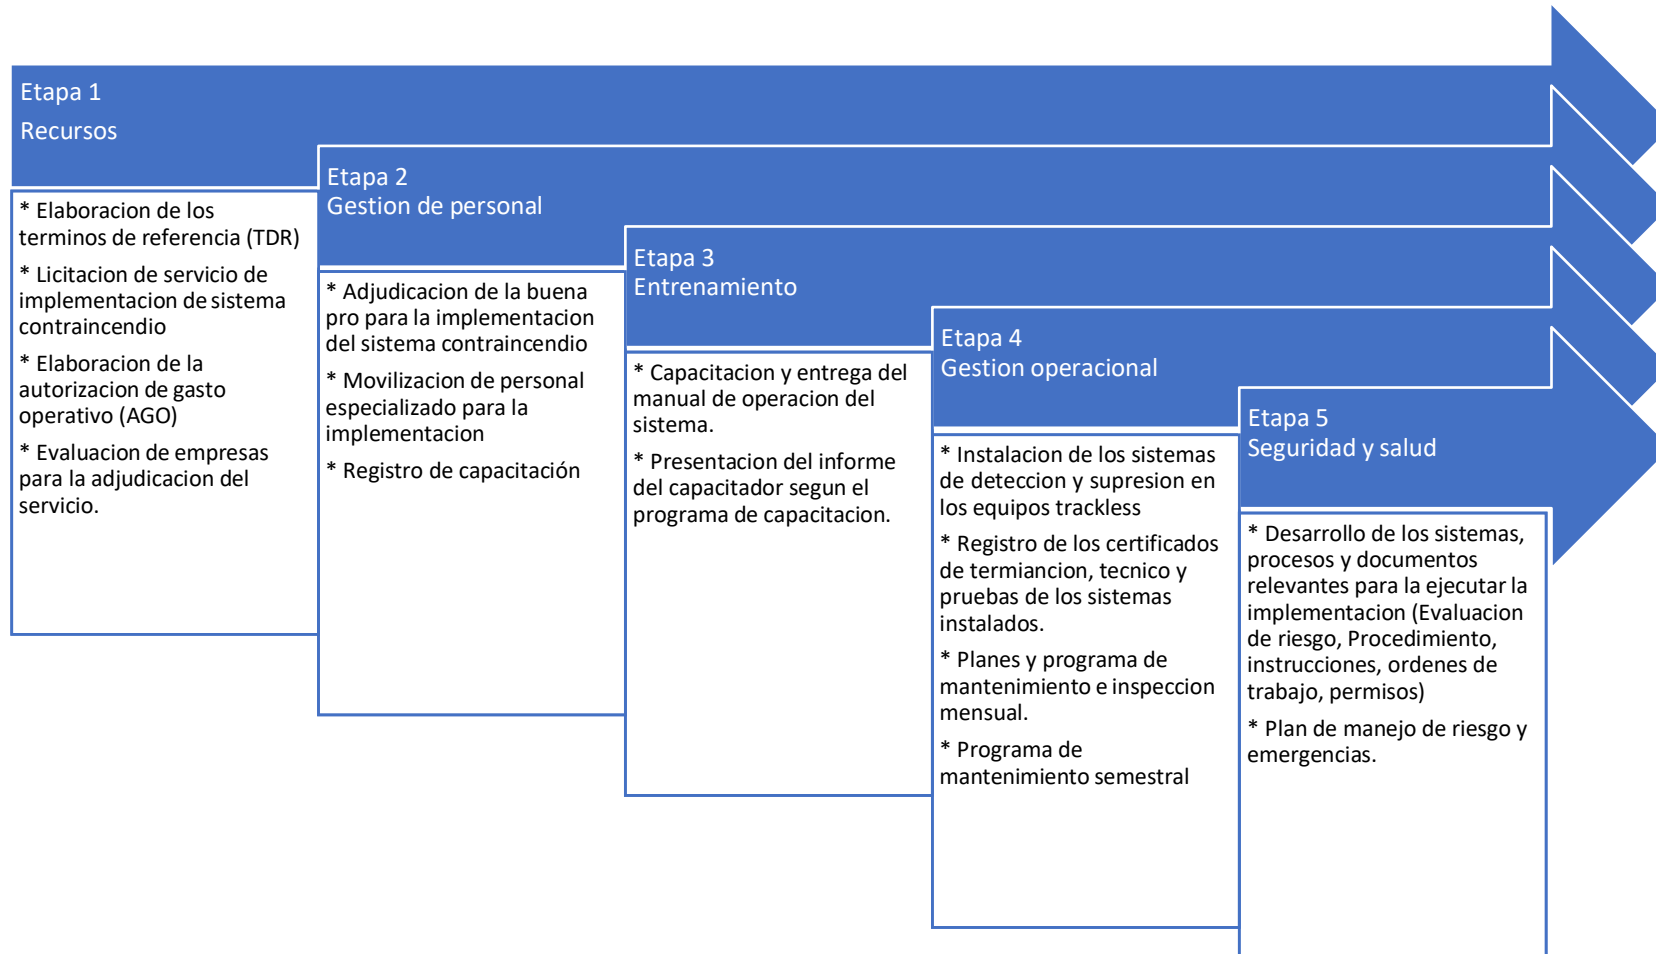 Etapa 1
Recursos
* Elaboracion de los
terminos de referencia (TDR)
* Licitacion de servicio de
implementacion de sistema
contraincendio
* Elaboracion de la
autorizacion de gasto
operativo (AGO)
* Evaluacion de empresas
para la adjudicacion del
servicio.
Etapa 2
Gestion de personal
* Adjudicacion de la buena
pro para la implementacion
del sistema contraincendio
* Movilizacion de personal
especializado para la
implementacion
* Registro de capacitación
Etapa 3
Entrenamiento
* Capacitacion y entrega del
manual de operacion del
sistema.
* Presentacion del informe
del capacitador segun el
programa de capacitacion.
Etapa 4
Gestion operacional
* Instalacion de los sistemas
de deteccion y supresion en
los equipos trackless
* Registro de los certificados
de termiancion, tecnico y
pruebas de los sistemas
instalados.
* Planes y programa de
mantenimiento e inspeccion
mensual.
* Programa de
mantenimiento semestral
Etapa 5
Seguridad y salud
* Desarrollo de los sistemas,
procesos y documentos
relevantes para la ejecutar la
implementacion (Evaluacion
de riesgo, Procedimiento,
instrucciones, ordenes de
trabajo, permisos)
* Plan de manejo de riesgo y
emergencias.